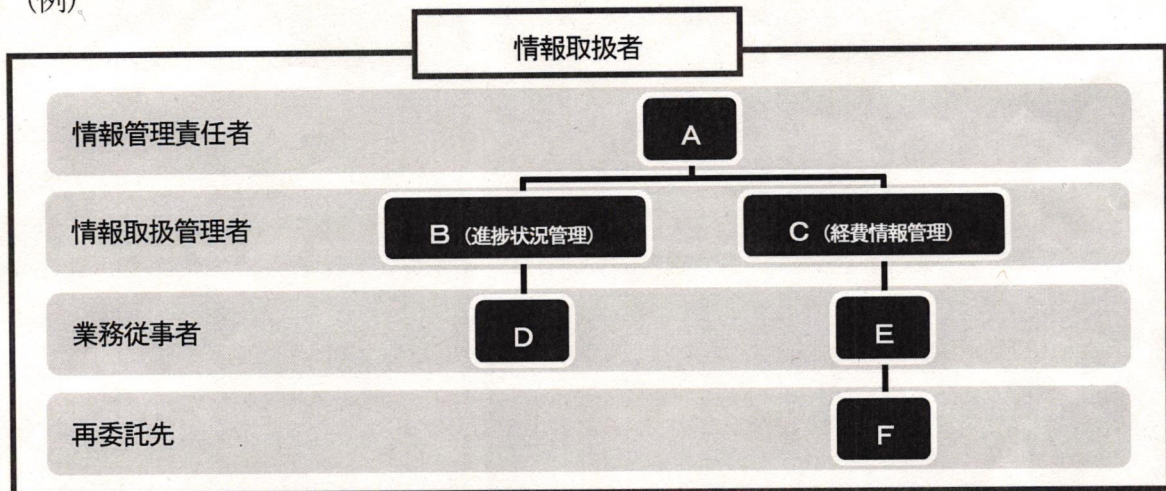 (例)
情報取扱者
情報管理責任者
A
情報取扱管理者
B (進捗状況管理)
C (経費情報管理)
業務従事者
D
E
再委託先
F